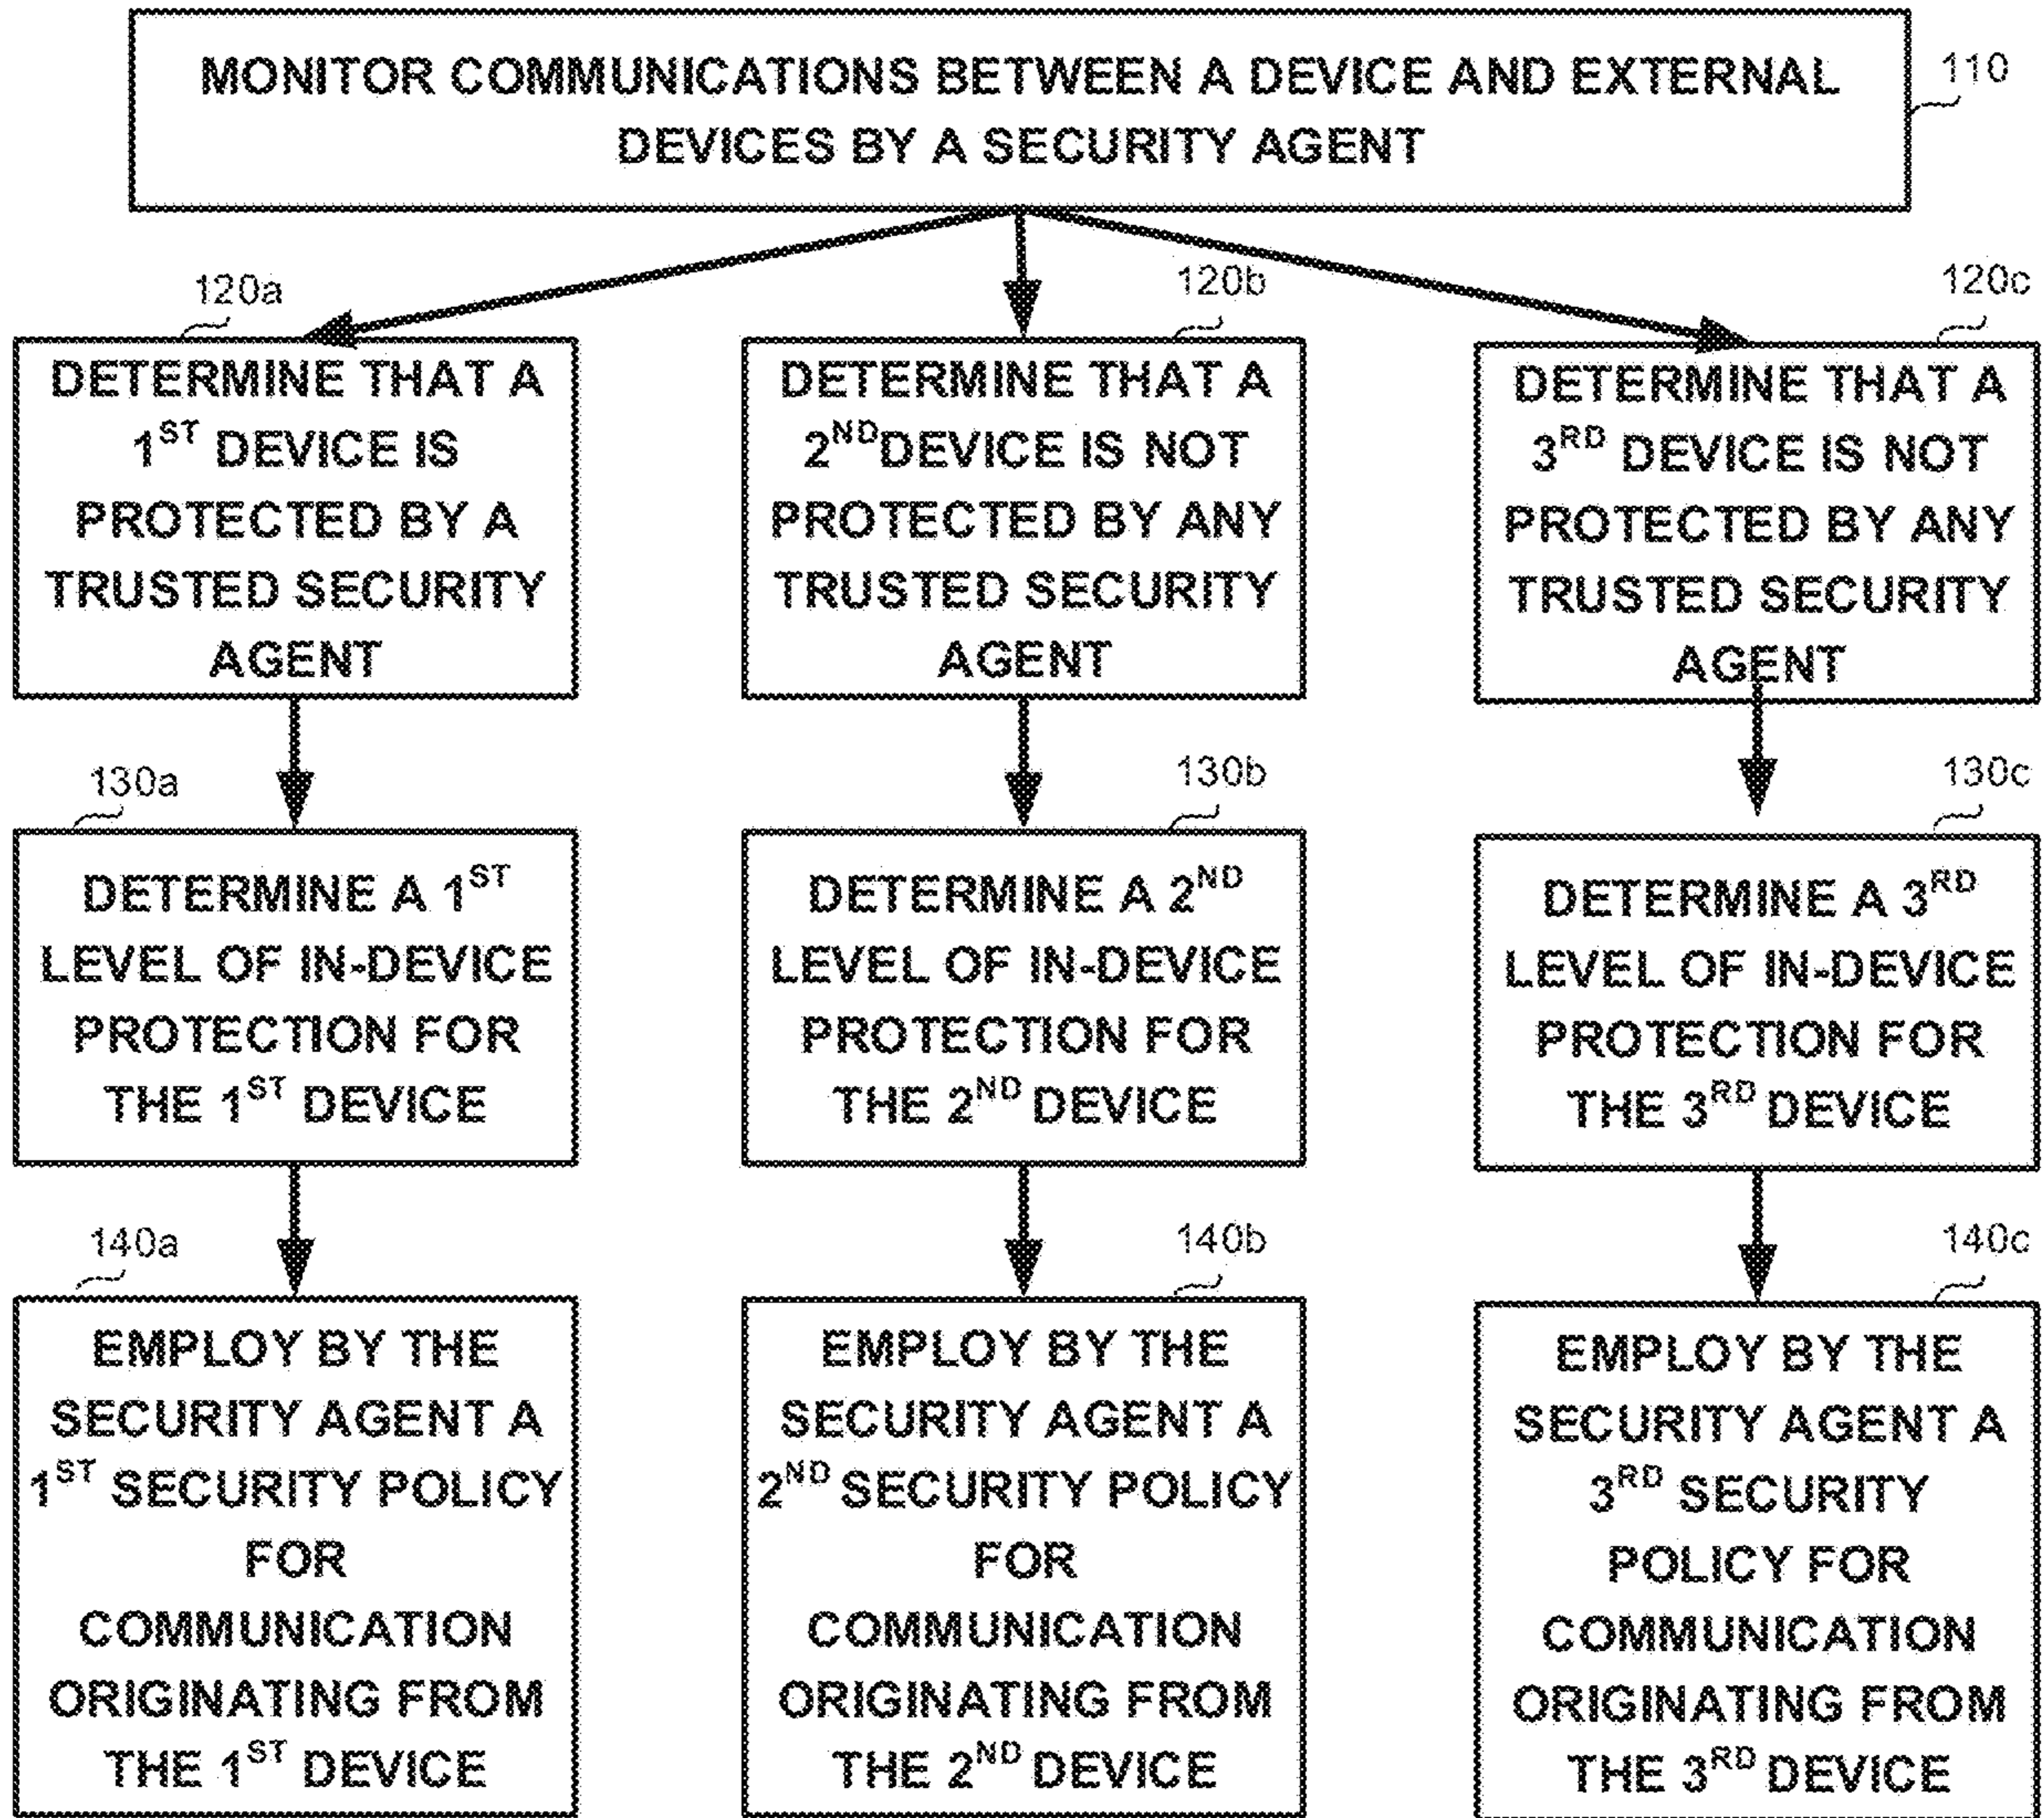 MONITOR COMMUNICATIONS BETWEEN A DEVICE AND EXTERNAL
DEVICES BY A SECURITY AGENT
110
120a
DETERMINE THAT A
1ST DEVICE IS
PROTECTED BY A
TRUSTED SECURITY
AGENT
120b
DETERMINE THAT A
2NDDEVICE IS NOT
PROTECTED BY ANY
TRUSTED SECURITY
AGENT
120c
DETERMINE THAT A
3RD DEVICE IS NOT
PROTECTED BY ANY
TRUSTED SECURITY
AGENT
130a
DETERMINE A 1ST
LEVEL OF IN-DEVICE
PROTECTION FOR
THE 1ST DEVICE
130b
DETERMINE A 2ND
LEVEL OF IN-DEVICE
PROTECTION FOR
THE 2ND DEVICE
130c
DETERMINE A 3RD
LEVEL OF IN-DEVICE
PROTECTION FOR
THE 3RD DEVICE
140a
EMPLOY BY THE
SECURITY AGENT A
1ST SECURITY POLICY
FOR
COMMUNICATION
ORIGINATING FROM
THE 1ST DEVICE
140b
EMPLOY BY THE
SECURITY AGENT A
2ND SECURITY POLICY
FOR
COMMUNICATION
ORIGINATING FROM
THE 2ND DEVICE
140c
EMPLOY BY THE
SECURITY AGENT A
3RD SECURITY
POLICY FOR
COMMUNICATION
ORIGINATING FROM
THE 3RD DEVICE